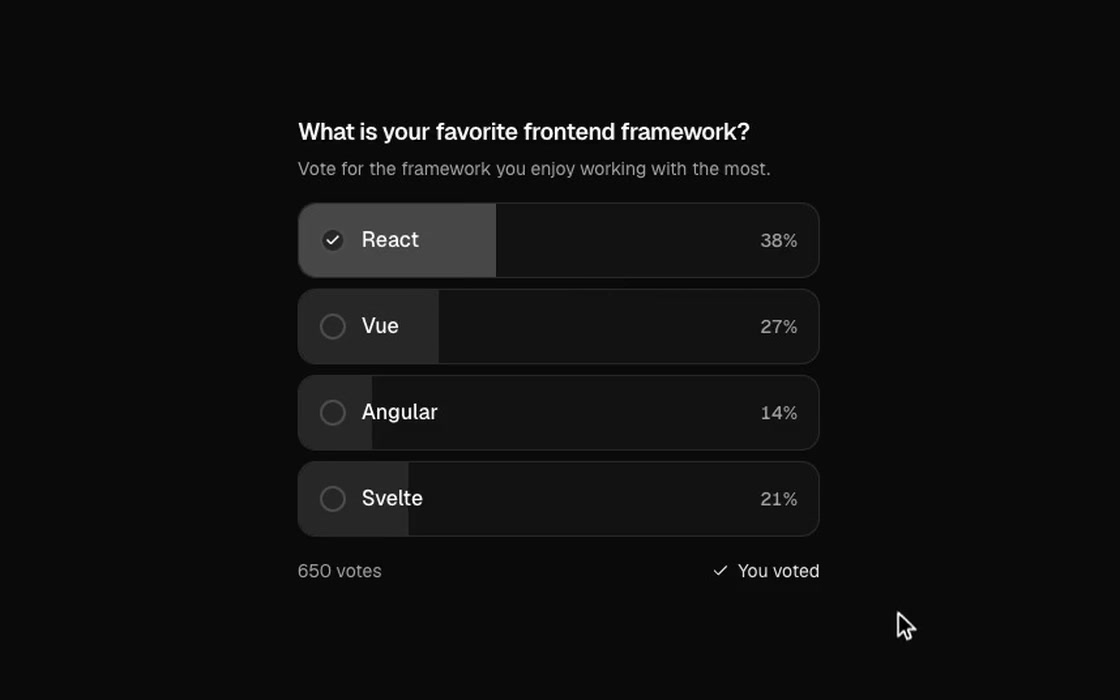 What is your favorite frontend framework?
Vote for the framework you enjoy working with the most.
React 38%
Vue 27%
Angular 14%
Svelte 21%
650 votes You voted